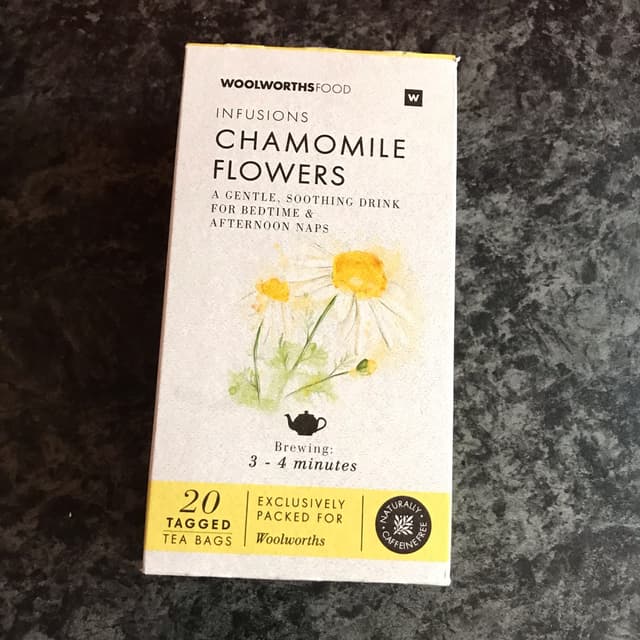 WOOLWORTHSFOOD
W
INFUSIONS
CHAMOMILE
FLOWERS
A GENTLE, SOOTHING DRINK
FOR BEDTIME &
AFTERNOON NAPS
Brewing:
3 - 4 minutes
20
TAGGED
TEA BAGS
EXCLUSIVELY
PACKED FOR
Woolworths
NATURALLY
CAFFEINE FREE